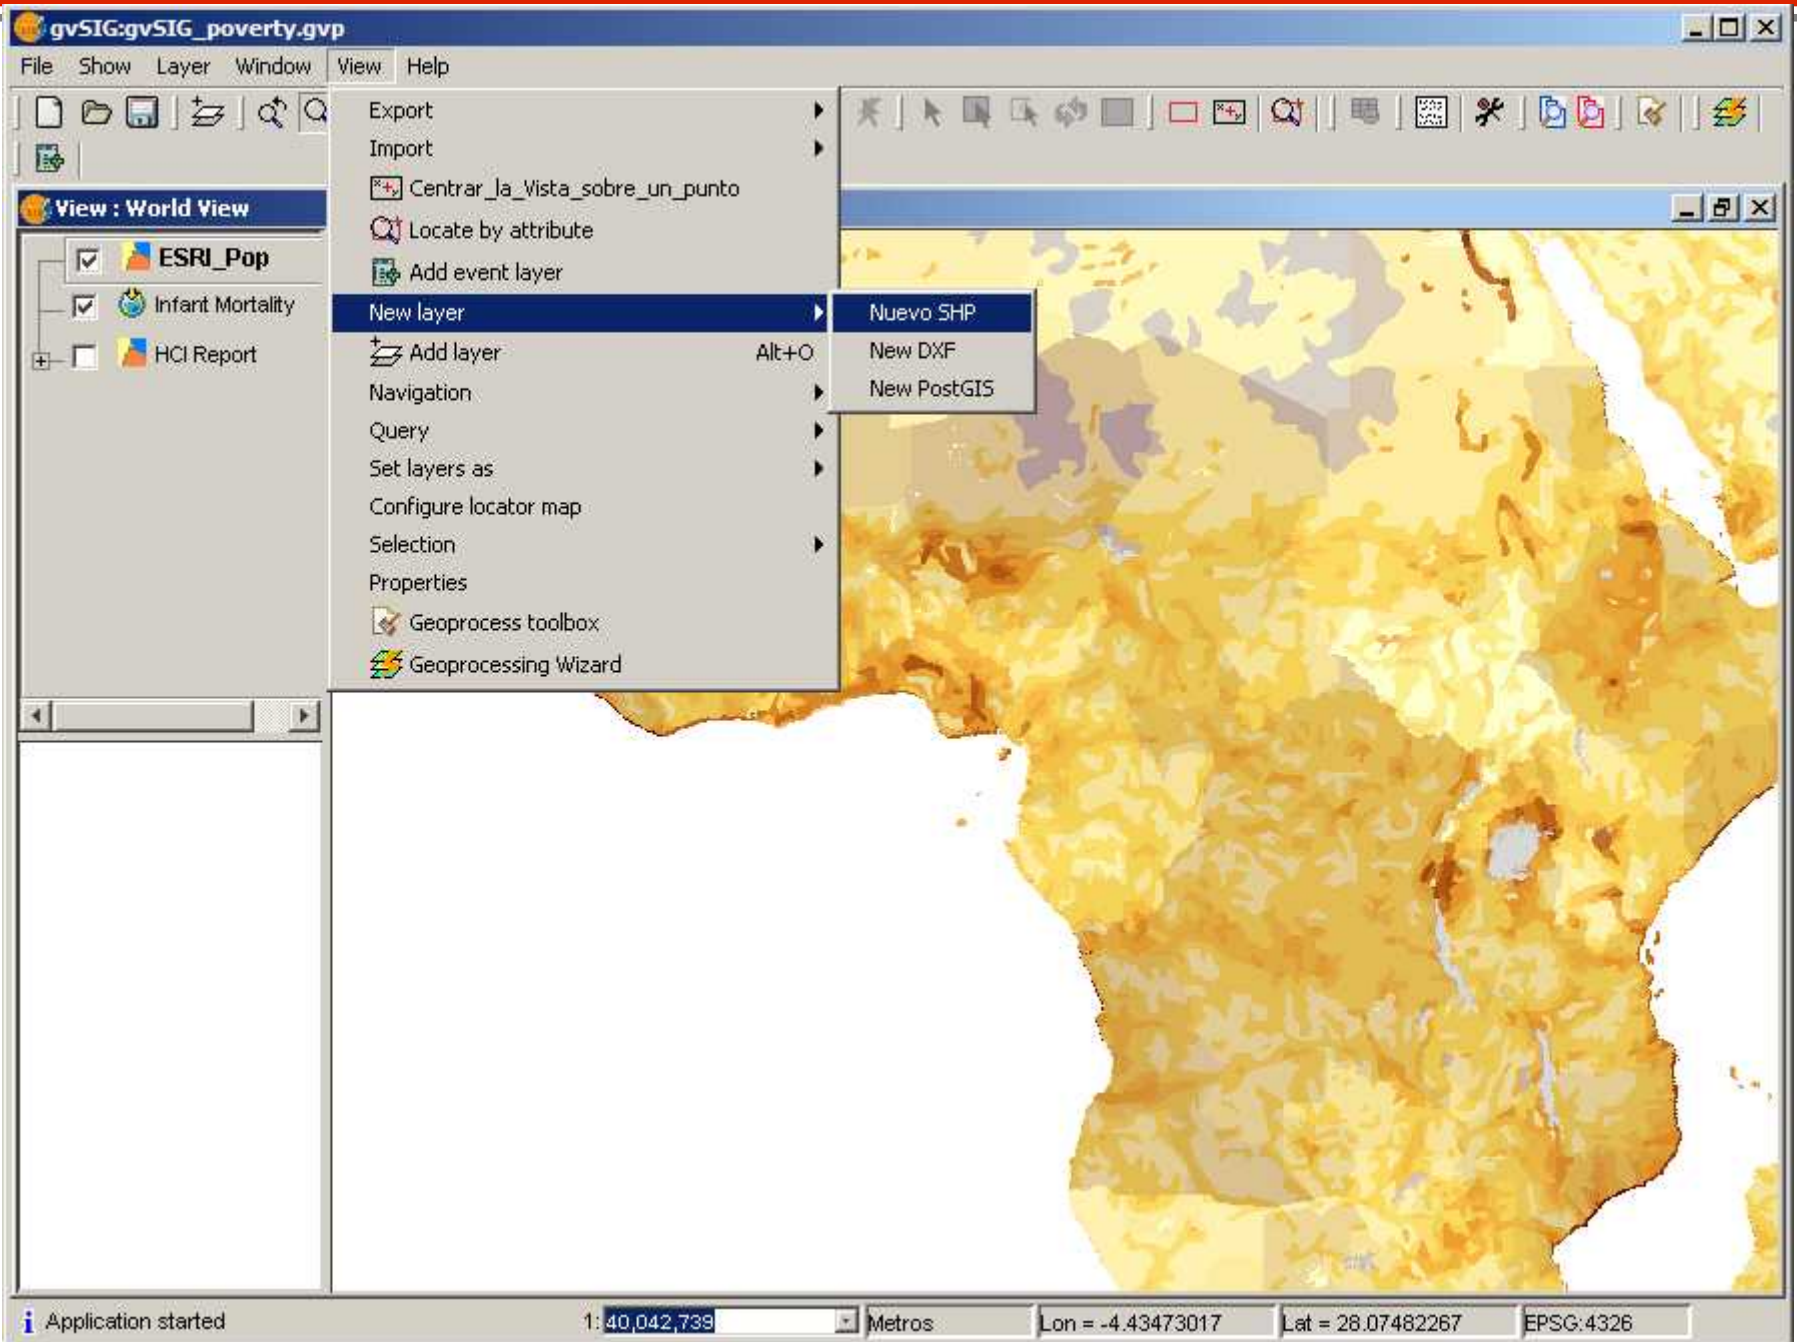 gvSIG:gvSIG_poverty.gvp
File Show Layer Window View Help
Export
Import
Centrar_la_Vista_sobre_un_punto
Locate by attribute
Add event layer
New layer
Add layer Alt+O
Navigation
Query
Set layers as
Configure locator map
Selection
Properties
Geoprocess toolbox
Geoprocessing Wizard
Nuevo SHP
New DXF
New PostGIS
View : World View
ESRI_Pop
Infant Mortality
HCI Report
Application started
1: 40,042,739
Metros
Lon = -4.43473017
Lat = 28.07482267
EPSG:4326